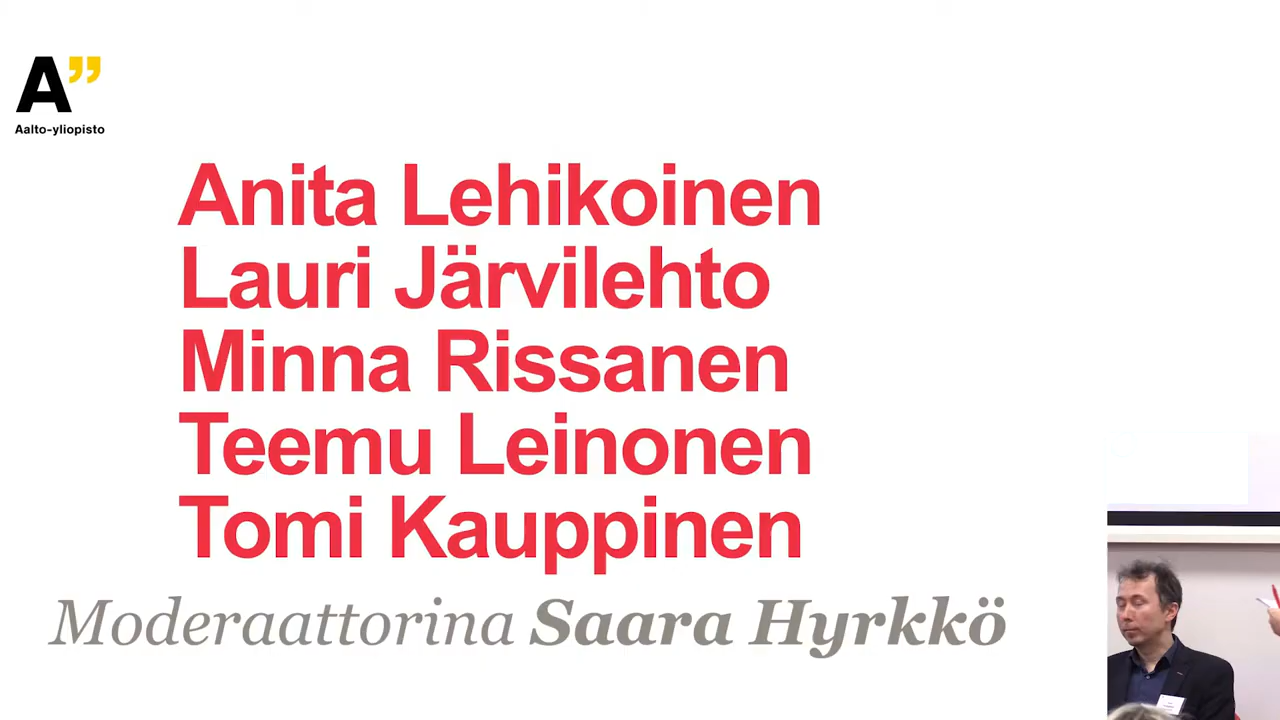 A”
Aalto-yliopisto
Anita Lehikoinen
Lauri Järvilehto
Minna Rissanen
Teemu Leinonen
Tomi Kauppinen
Moderaattorina Saara Hyrkkö